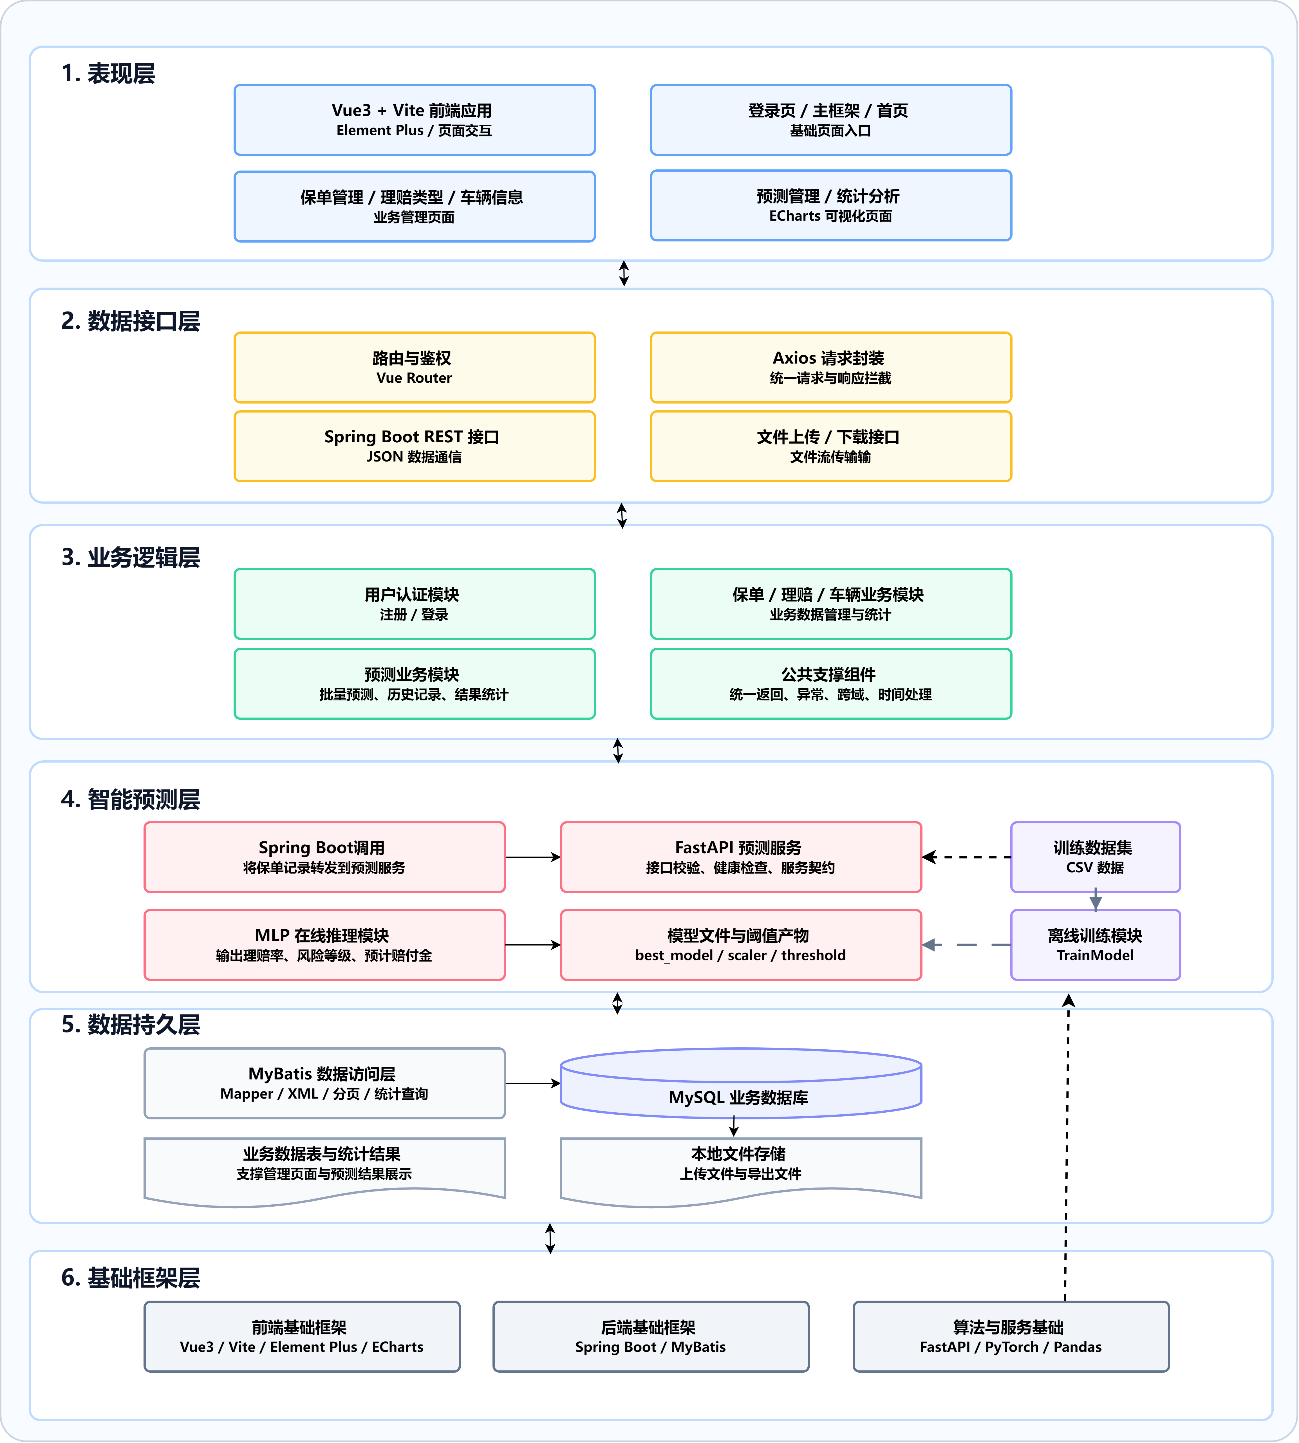 1. 表现层
Vue3 + Vite 前端应用
Element Plus / 页面交互
登录页 / 主框架 / 首页
基础页面入口
保单管理 / 理赔类型 / 车辆信息
业务管理页面
预测管理 / 统计分析
ECharts 可视化页面
2. 数据接口层
路由与鉴权
Vue Router
Axios 请求封装
统一请求与响应拦截
Spring Boot REST 接口
JSON 数据通信
文件上传 / 下载接口
文件流传输输
3. 业务逻辑层
用户认证模块
注册 / 登录
保单 / 理赔 / 车辆业务模块
业务数据管理与统计
预测业务模块
批量预测、历史记录、结果统计
公共支撑组件
统一返回、异常、跨域、时间处理
4. 智能预测层
Spring Boot调用
将保单记录转发到预测服务
FastAPI 预测服务
接口校验、健康检查、服务契约
训练数据集
CSV 数据
MLP 在线推理模块
输出理赔率、风险等级、预计赔付金
模型文件与阈值产物
best_model / scaler / threshold
离线训练模块
TrainModel
5. 数据持久层
MyBatis 数据访问层
Mapper / XML / 分页 / 统计查询
MySQL 业务数据库
业务数据表与统计结果
支撑管理页面与预测结果展示
本地文件存储
上传文件与导出文件
6. 基础框架层
前端基础框架
Vue3 / Vite / Element Plus / ECharts
后端基础框架
Spring Boot / MyBatis
算法与服务基础
FastAPI / PyTorch / Pandas